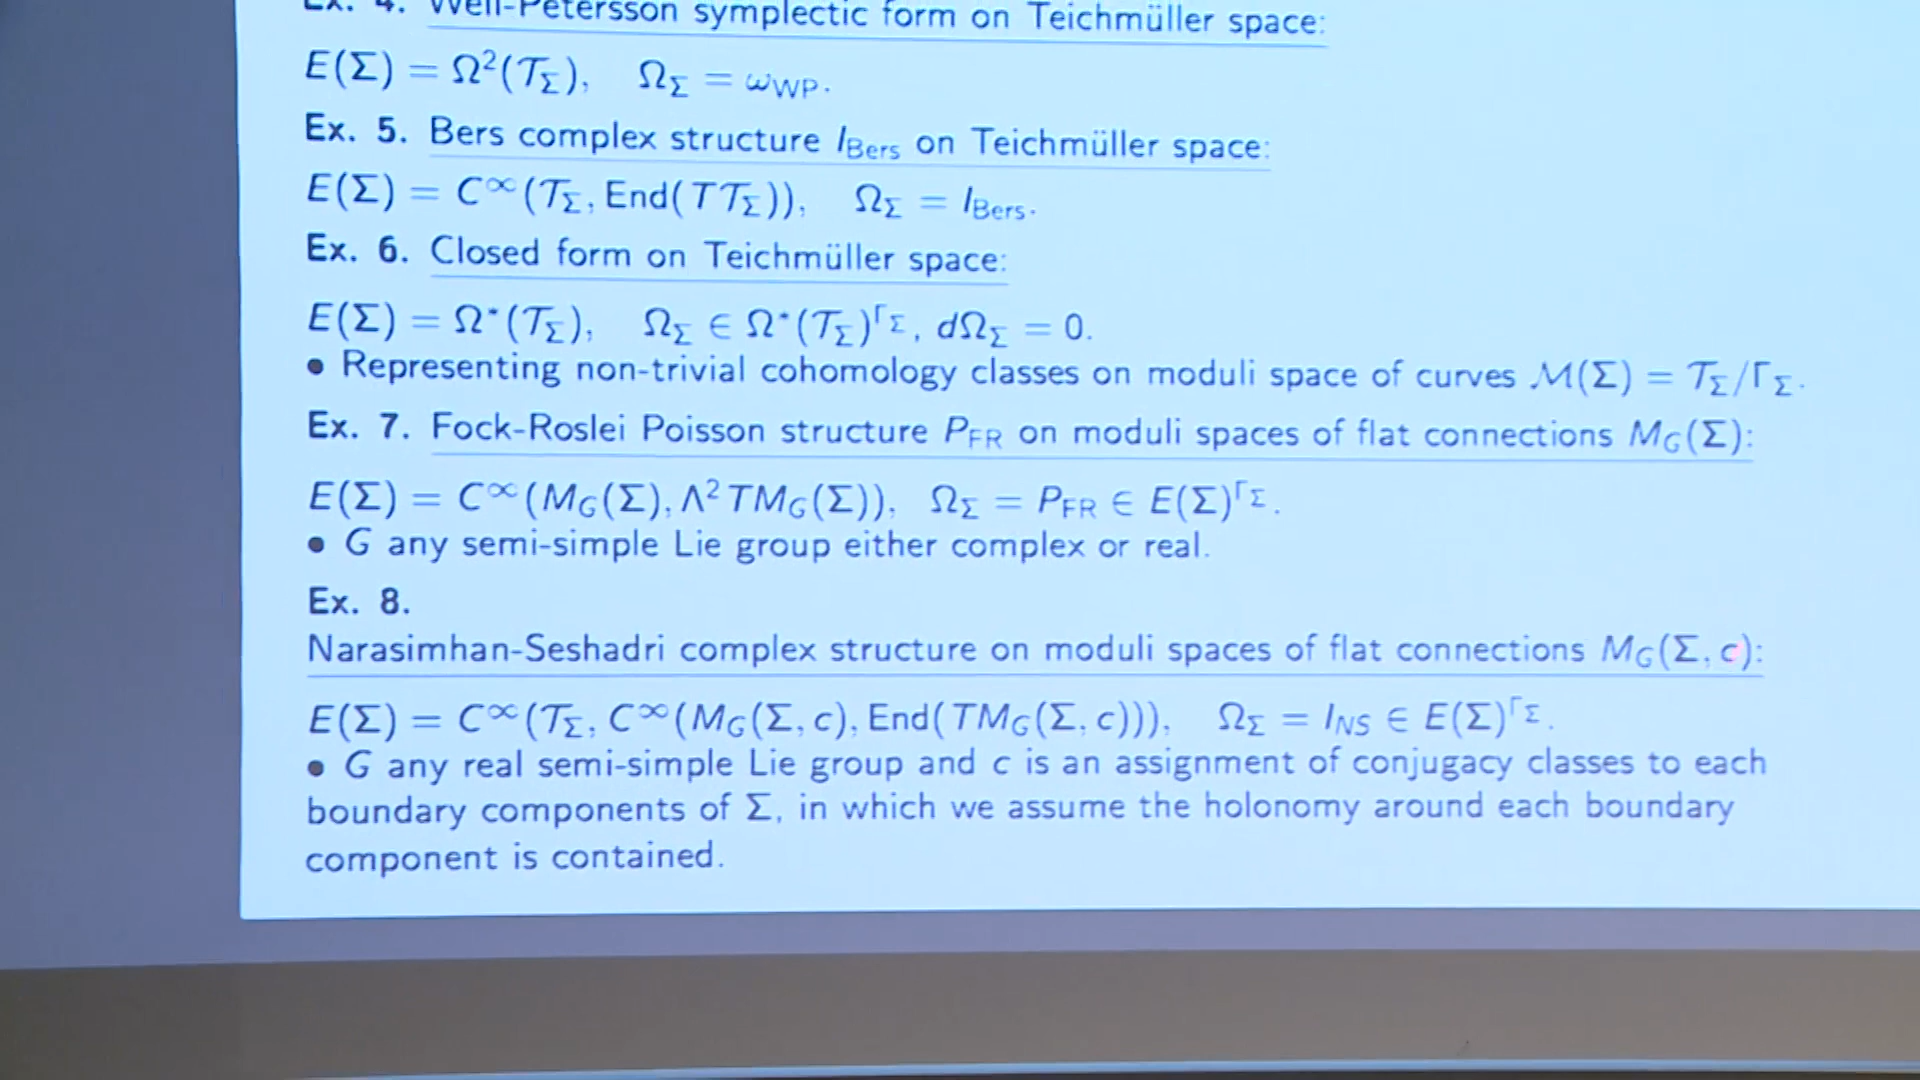 Ex. 4. Weil-Petersson symplectic form on Teichmüller space:
E(Σ) = Ω²(𝒯_Σ), Ω_Σ = ω_WP.
Ex. 5. Bers complex structure I_Bers on Teichmüller space:
E(Σ) = C^∞(𝒯_Σ, End(T𝒯_Σ)), Ω_Σ = I_Bers.
Ex. 6. Closed form on Teichmüller space:
E(Σ) = Ω*(𝒯_Σ), Ω_Σ ∈ Ω*(𝒯_Σ)^Γ_Σ, dΩ_Σ = 0.
• Representing non-trivial cohomology classes on moduli space of curves ℳ(Σ) = 𝒯_Σ/Γ_Σ.
Ex. 7. Fock-Roslei Poisson structure P_FR on moduli spaces of flat connections M_G(Σ):
E(Σ) = C^∞(M_G(Σ), Λ²TM_G(Σ)), Ω_Σ = P_FR ∈ E(Σ)^Γ_Σ.
• G any semi-simple Lie group either complex or real.
Ex. 8.
Narasimhan-Seshadri complex structure on moduli spaces of flat connections M_G(Σ, c):
E(Σ) = C^∞(𝒯_Σ, C^∞(M_G(Σ, c), End(TM_G(Σ, c))), Ω_Σ = I_NS ∈ E(Σ)^Γ_Σ.
• G any real semi-simple Lie group and c is an assignment of conjugacy classes to each
boundary components of Σ, in which we assume the holonomy around each boundary
component is contained.